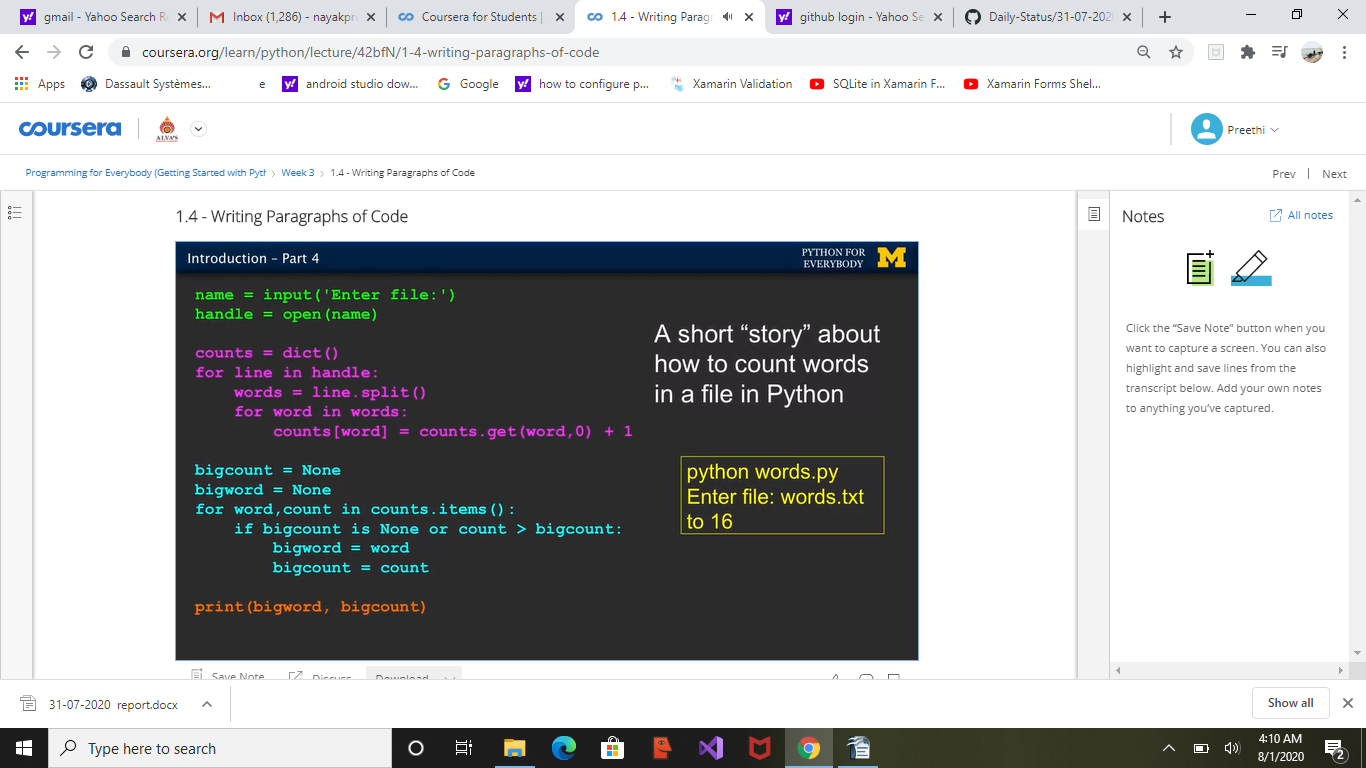 gmail - Yahoo Search R
Inbox (1,286) - nayakpr
Coursera for Students |
1.4 - Writing Paragr
github login - Yahoo Se
Daily-Status/31-07-202
coursera.org/learn/python/lecture/42bfN/1-4-writing-paragraphs-of-code
Apps
Dassault Systèmes...
e
android studio dow...
Google
how to configure p...
Xamarin Validation
SQLite in Xamarin F...
Xamarin Forms Shel...
coursera
ALVA'S
Preethi
Programming for Everybody (Getting Started with Pyth
Week 3
1.4 - Writing Paragraphs of Code
Prev | Next
1.4 - Writing Paragraphs of Code
Introduction – Part 4
PYTHON FOR
EVERYBODY
M
name = input('Enter file:')
handle = open(name)
counts = dict()
for line in handle:
    words = line.split()
    for word in words:
        counts[word] = counts.get(word,0) + 1
bigcount = None
bigword = None
for word,count in counts.items():
    if bigcount is None or count > bigcount:
        bigword = word
        bigcount = count
print(bigword, bigcount)
A short “story” about
how to count words
in a file in Python
python words.py
Enter file: words.txt
to 16
Save Note
Discuss
Download
Notes
All notes
Click the “Save Note” button when you
want to capture a screen. You can also
highlight and save lines from the
transcript below. Add your own notes
to anything you’ve captured.
31-07-2020 report.docx
Show all
Type here to search
4:10 AM
8/1/2020
2